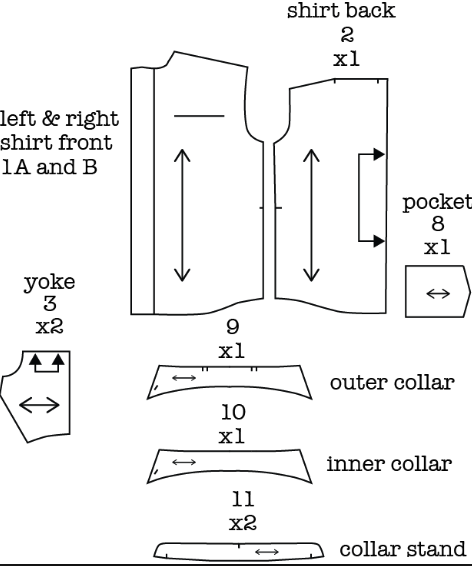 shirt back
2
x1
left & right
shirt front
1A and B
pocket
8
x1
yoke
3
x2
9
x1
outer collar
10
x1
inner collar
11
x2
collar stand